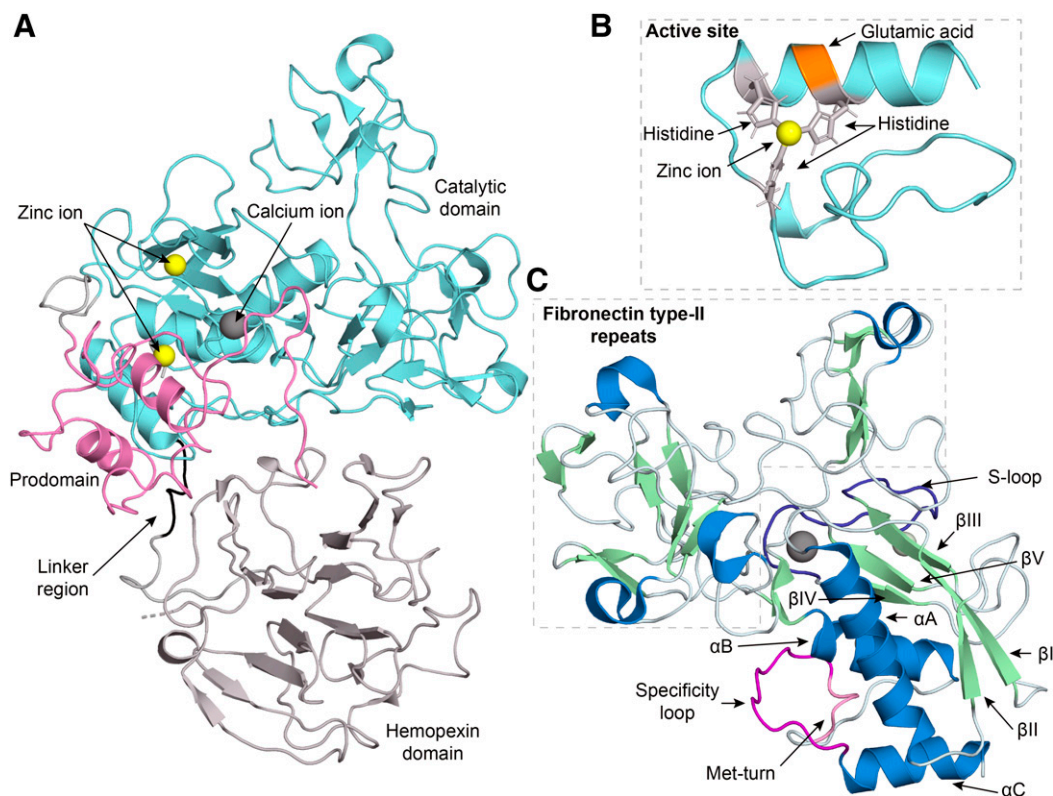 A
Zinc ion
Calcium ion
Catalytic
domain
Prodomain
Linker
region
Hemopexin
domain
B
Active site
Glutamic acid
Histidine
Histidine
Zinc ion
C
Fibronectin type-II
repeats
S-loop
βIII
βV
βIV
αA
αB
βI
Specificity
loop
βII
Met-turn
αC